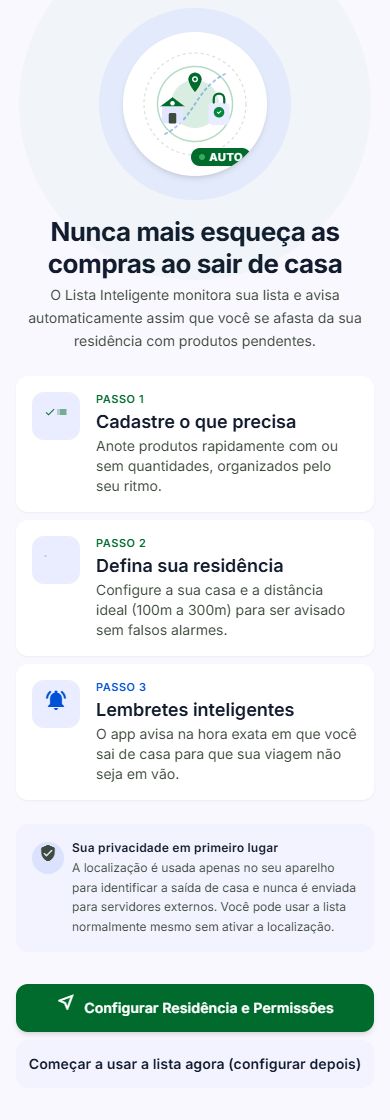 AUTO
Nunca mais esqueça as
compras ao sair de casa
O Lista Inteligente monitora sua lista e avisa
automaticamente assim que você se afasta da sua
residência com produtos pendentes.
PASSO 1
Cadastre o que precisa
Anote produtos rapidamente com ou
sem quantidades, organizados pelo
seu ritmo.
PASSO 2
Defina sua residência
Configure a sua casa e a distância
ideal (100m a 300m) para ser avisado
sem falsos alarmes.
PASSO 3
Lembretes inteligentes
O app avisa na hora exata em que você
sai de casa para que sua viagem não
seja em vão.
Sua privacidade em primeiro lugar
A localização é usada apenas no seu aparelho
para identificar a saída de casa e nunca é enviada
para servidores externos. Você pode usar a lista
normalmente mesmo sem ativar a localização.
Configurar Residência e Permissões
Começar a usar a lista agora (configurar depois)